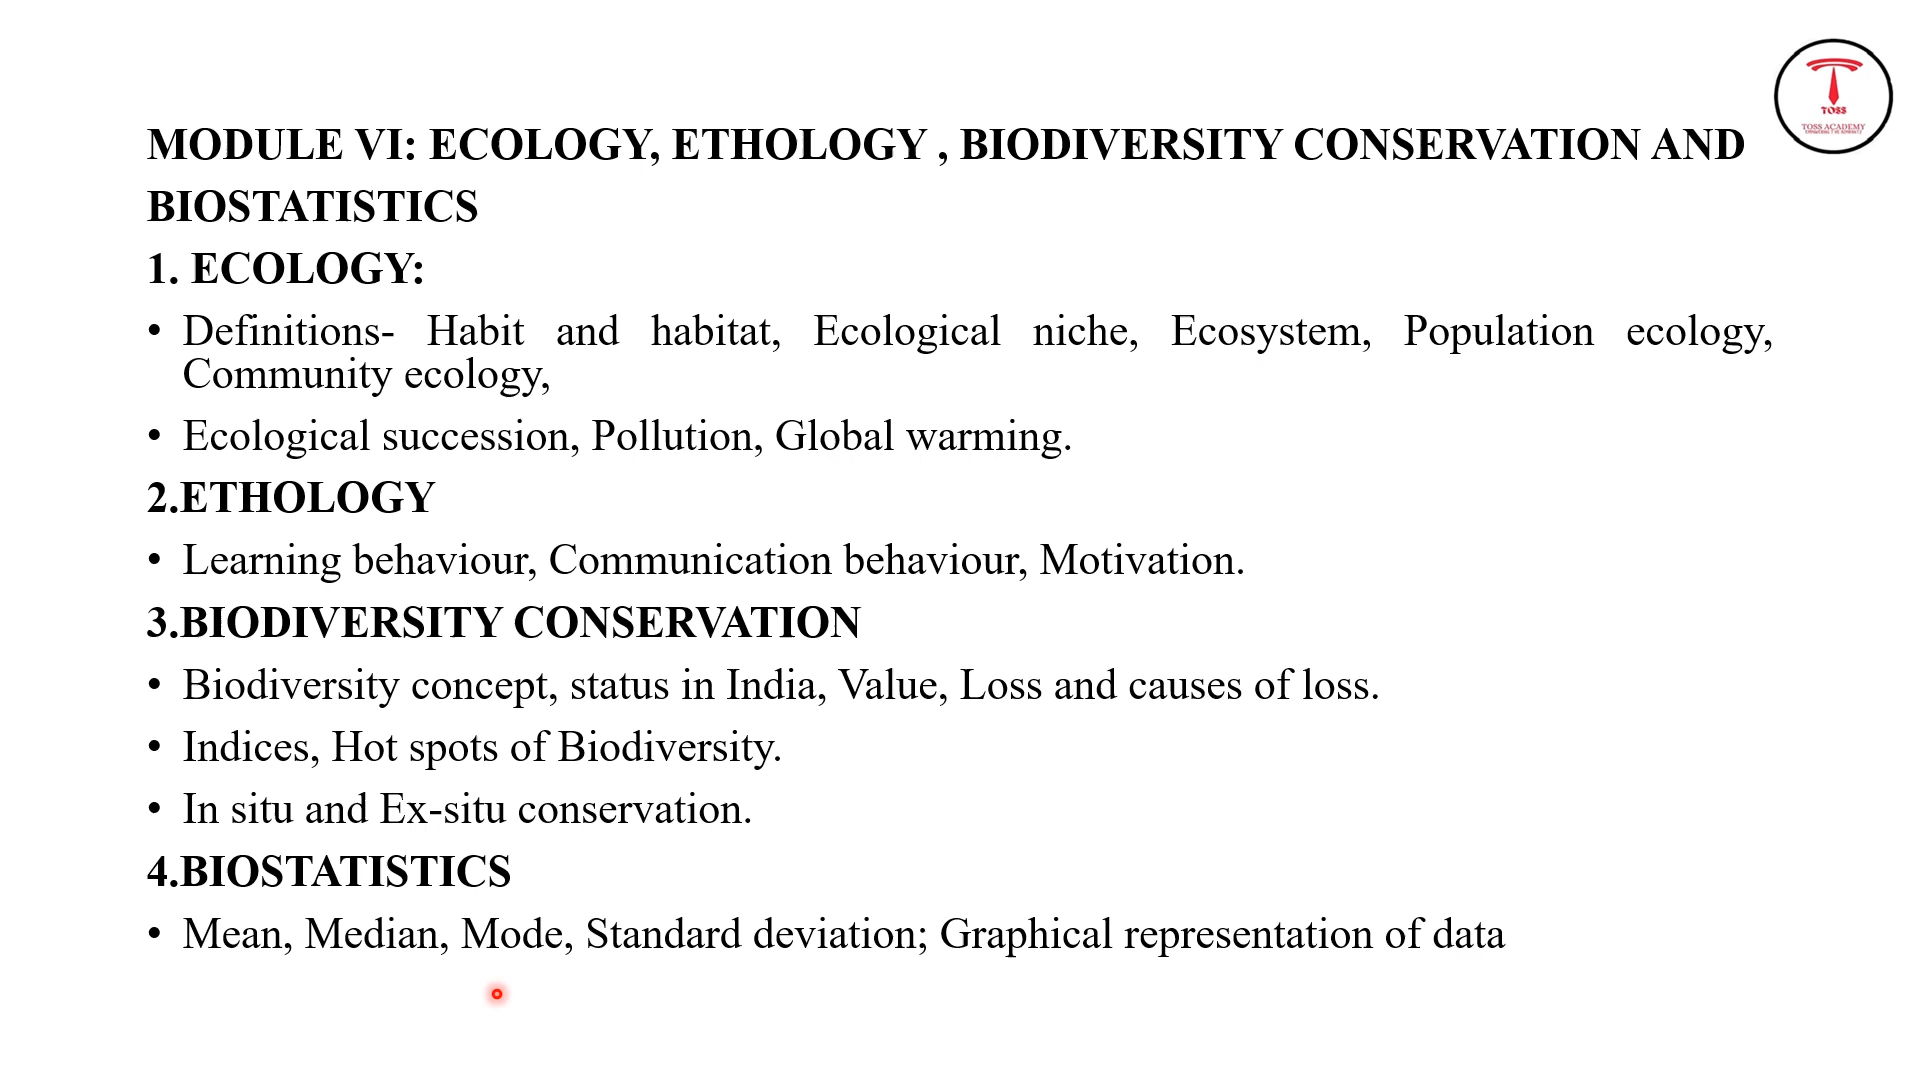 TOSS
TOSS ACADEMY
MODULE VI: ECOLOGY, ETHOLOGY , BIODIVERSITY CONSERVATION AND
BIOSTATISTICS
1. ECOLOGY:
• Definitions- Habit and habitat, Ecological niche, Ecosystem, Population ecology,
Community ecology,
• Ecological succession, Pollution, Global warming.
2.ETHOLOGY
• Learning behaviour, Communication behaviour, Motivation.
3.BIODIVERSITY CONSERVATION
• Biodiversity concept, status in India, Value, Loss and causes of loss.
• Indices, Hot spots of Biodiversity.
• In situ and Ex-situ conservation.
4.BIOSTATISTICS
• Mean, Median, Mode, Standard deviation; Graphical representation of data